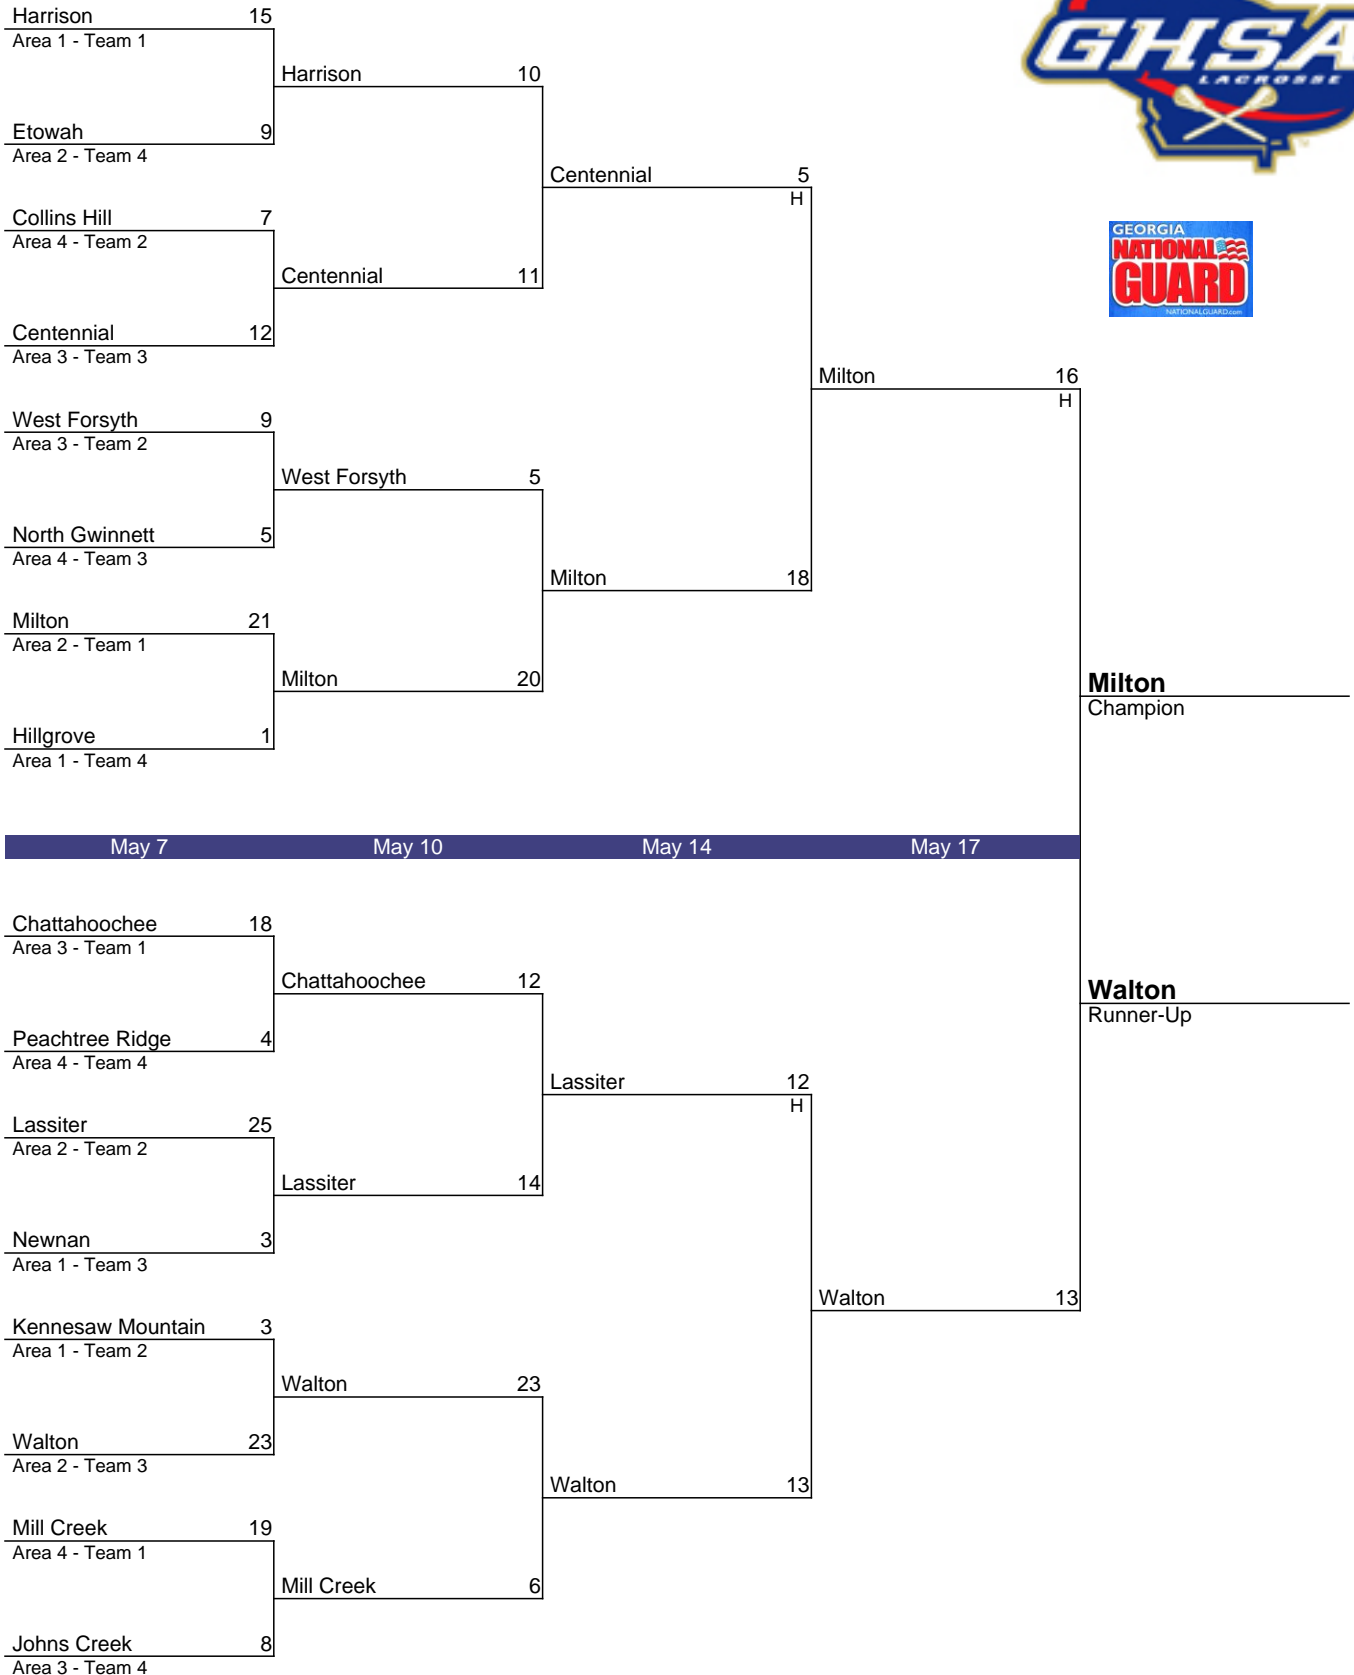 Harrison 15
Area 1 - Team 1
Harrison 10
Etowah 9
Area 2 - Team 4
Centennial 5
H
Collins Hill 7
Area 4 - Team 2
Centennial 11
Centennial 12
Area 3 - Team 3
Milton 16
H
West Forsyth 9
Area 3 - Team 2
West Forsyth 5
North Gwinnett 5
Area 4 - Team 3
Milton 18
Milton 21
Area 2 - Team 1
Milton 20
Hillgrove 1
Area 1 - Team 4
GHSA
LACROSSE
TM
GEORGIA
NATIONAL
GUARD
NATIONALGUARD.com
Milton
Champion
May 7 May 10 May 14 May 17
Chattahoochee 18
Area 3 - Team 1
Chattahoochee 12
Peachtree Ridge 4
Area 4 - Team 4
Lassiter 12
H
Lassiter 25
Area 2 - Team 2
Lassiter 14
Newnan 3
Area 1 - Team 3
Walton 13
Kennesaw Mountain 3
Area 1 - Team 2
Walton 23
Walton 23
Area 2 - Team 3
Walton 13
Mill Creek 19
Area 4 - Team 1
Mill Creek 6
Johns Creek 8
Area 3 - Team 4
Walton
Runner-Up